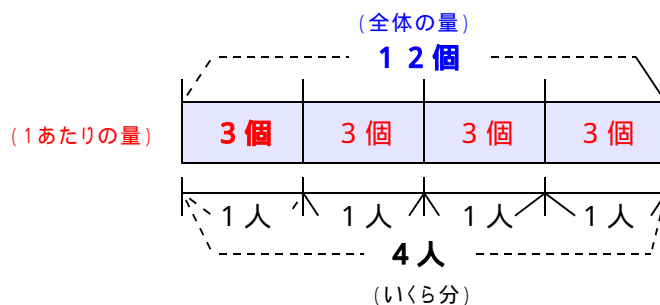 (全体の量)
12個
(1あたりの量) 3個 3個 3個 3個
1人 1人 1人 1人
4人
(いくら分)